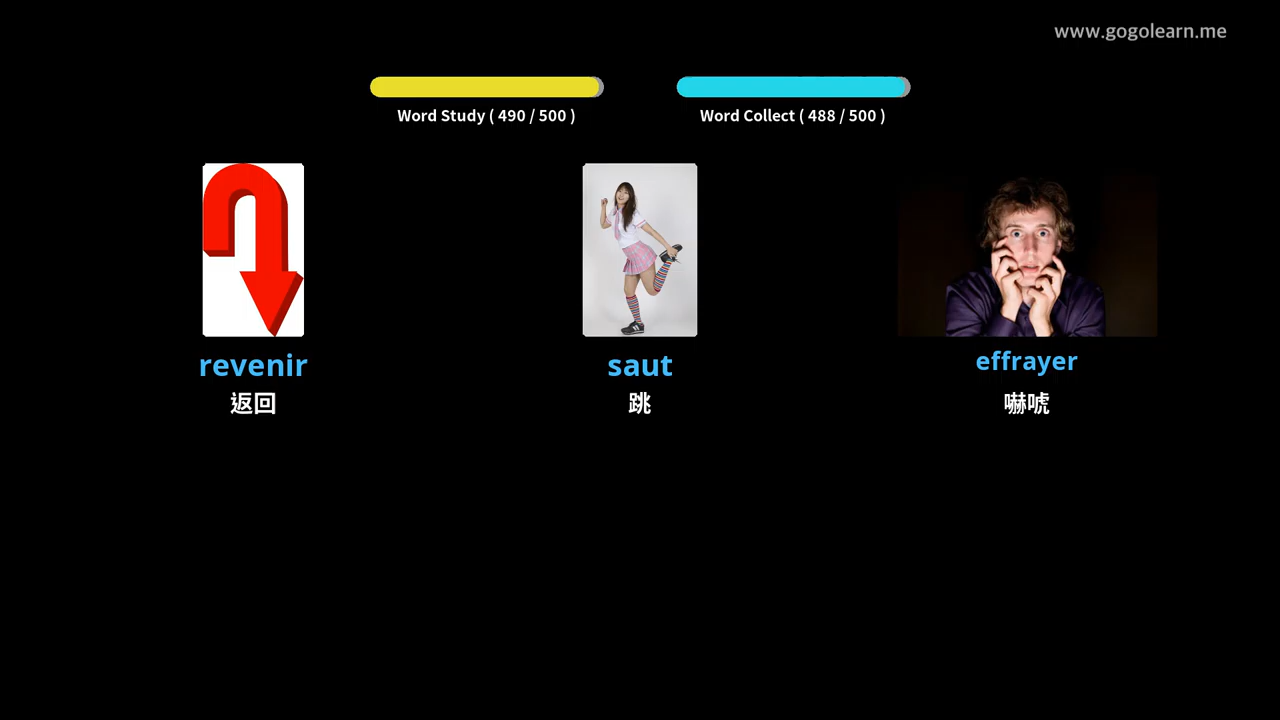 www.gogolearn.me
Word Study ( 490 / 500 )
Word Collect ( 488 / 500 )
revenir
返回
saut
跳
effrayer
嚇唬